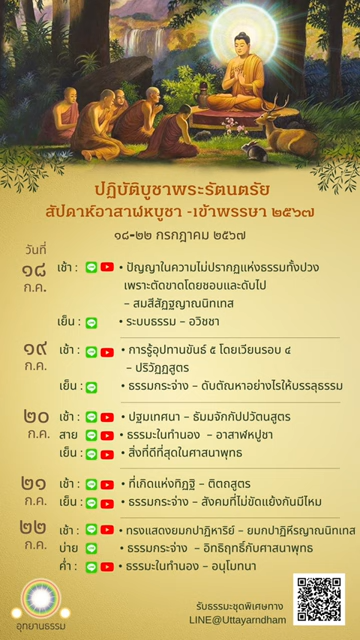 ปฏิบัติบูชาพระรัตนตรัย
สัปดาห์อาสาฬหบูชา -เข้าพรรษา ๒๕๖๗
๑๘-๒๒ กรกฎาคม ๒๕๖๗
วันที่
๑๘ ก.ค.
เช้า : • ปัญญาในความไม่ปรากฏแห่งธรรมทั้งปวง
เพราะตัดขาดโดยชอบและดับไป
– สมสีสัฏฐญาณนิทเทส
เย็น : • ระบบธรรม – อวิชชา
๑๙ ก.ค.
เช้า : • การรู้อุปทานขันธ์ ๕ โดยเวียนรอบ ๔
– ปริวัฏฏสูตร
เย็น : • ธรรมกระจ่าง – ดับตัณหาอย่างไรให้บรรลุธรรม
๒๐ ก.ค.
เช้า : • ปฐมเทศนา – ธัมมจักกัปปวัตนสูตร
สาย • ธรรมะในทำนอง – อาสาฬหปูชา
เย็น : • สิ่งที่ดีที่สุดในศาสนาพุทธ
๒๑ ก.ค.
เช้า : • ที่เกิดแห่งทิฏฐิ – ติตถสูตร
เย็น : • ธรรมกระจ่าง – สังคมที่ไม่ขัดแย้งกันมีไหม
๒๒ ก.ค.
เช้า : • ทรงแสดงยมกปาฏิหาริย์ – ยมกปาฏิหีรญาณนิทเทส
บ่าย • ธรรมกระจ่าง – อิทธิฤทธิ์กับศาสนาพุทธ
ค่ำ : • ธรรมะในทำนอง – อนุโมทนา
รับธรรมะชุดพิเศษทาง
LINE@Uttayarndham
อุทยานธรรม